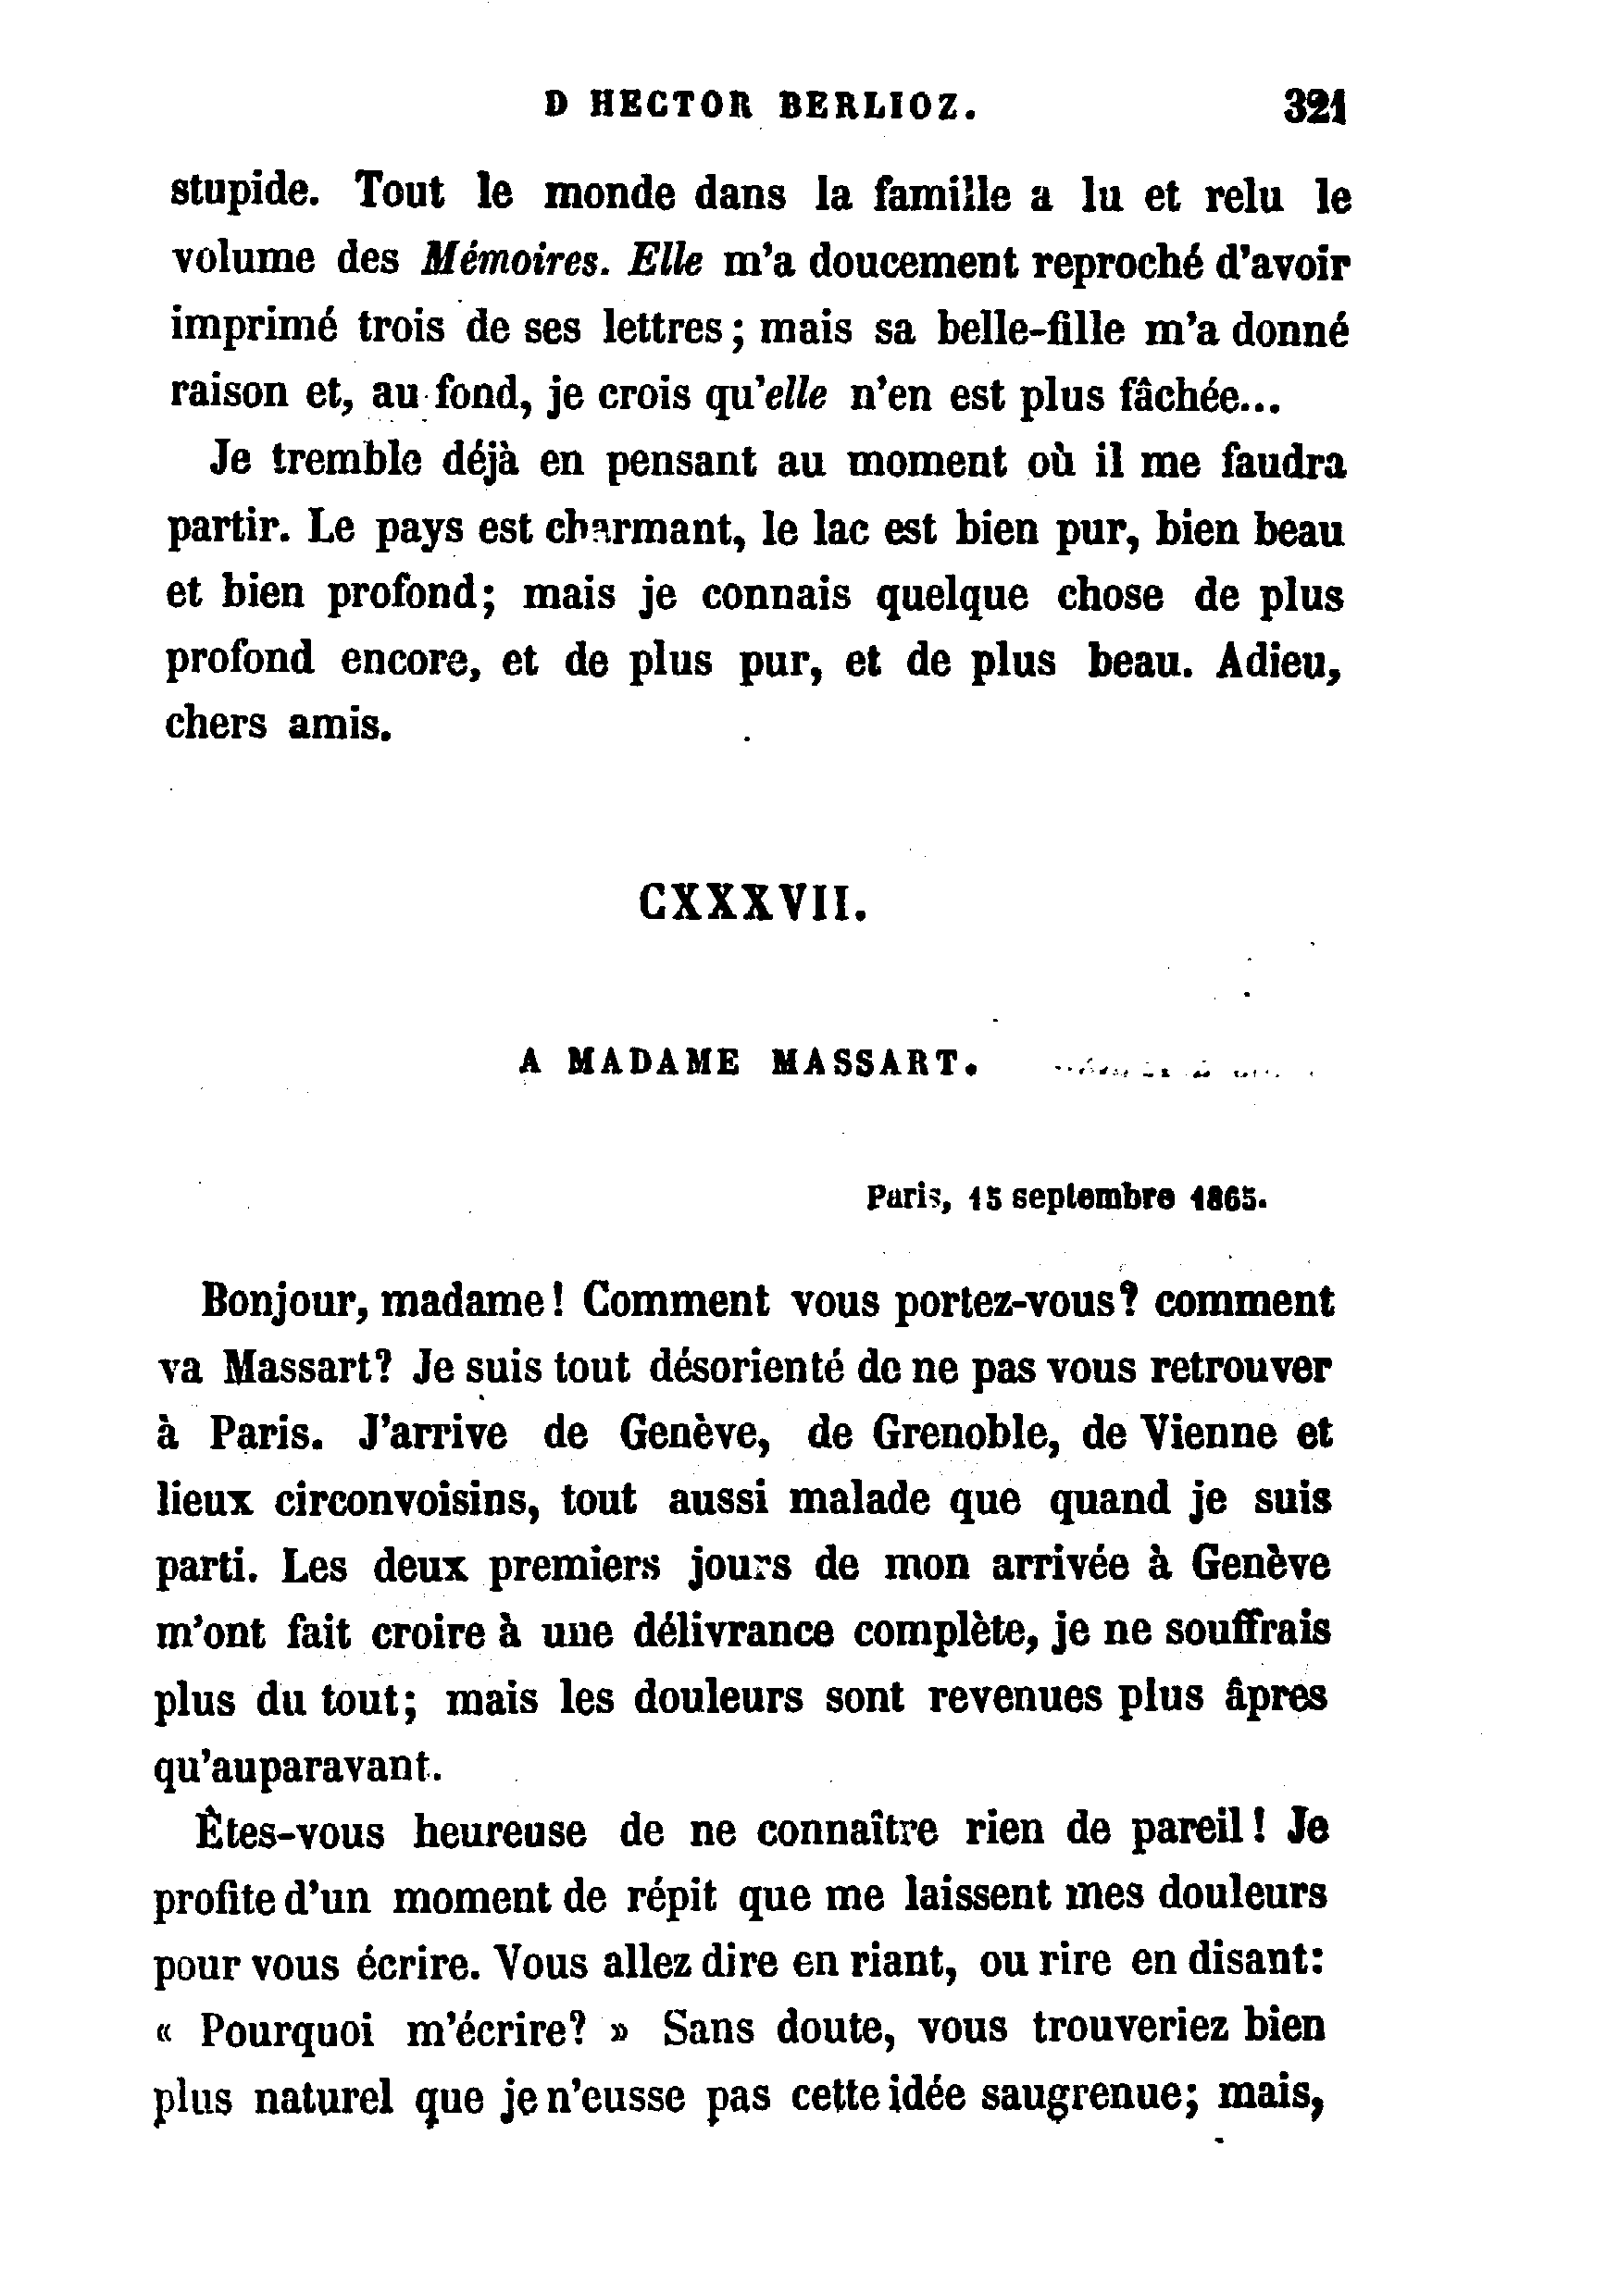 D HECTOR BERLIOZ. 321
stupide. Tout le monde dans la famille a lu et relu le
volume des Mémoires. Elle m'a doucement reproché d'avoir
imprimé trois de ses lettres; mais sa belle-fille m'a donné
raison et, au fond, je crois qu'elle n'en est plus fâchée...
Je tremble déjà en pensant au moment où il me faudra
partir. Le pays est charmant, le lac est bien pur, bien beau
et bien profond; mais je connais quelque chose de plus
profond encore, et de plus pur, et de plus beau. Adieu,
chers amis.
CXXXVII.
A MADAME MASSART.
Paris, 15 septembre 1865.
Bonjour, madame! Comment vous portez-vous? comment
va Massart? Je suis tout désorienté de ne pas vous retrouver
à Paris. J'arrive de Genève, de Grenoble, de Vienne et
lieux circonvoisins, tout aussi malade que quand je suis
parti. Les deux premiers jours de mon arrivée à Genève
m'ont fait croire à une délivrance complète, je ne souffrais
plus du tout; mais les douleurs sont revenues plus âpres
qu'auparavant.
Êtes-vous heureuse de ne connaître rien de pareil! Je
profite d'un moment de répit que me laissent mes douleurs
pour vous écrire. Vous allez dire en riant, ou rire en disant:
« Pourquoi m'écrire? » Sans doute, vous trouveriez bien
plus naturel que je n'eusse pas cette idée saugrenue; mais,